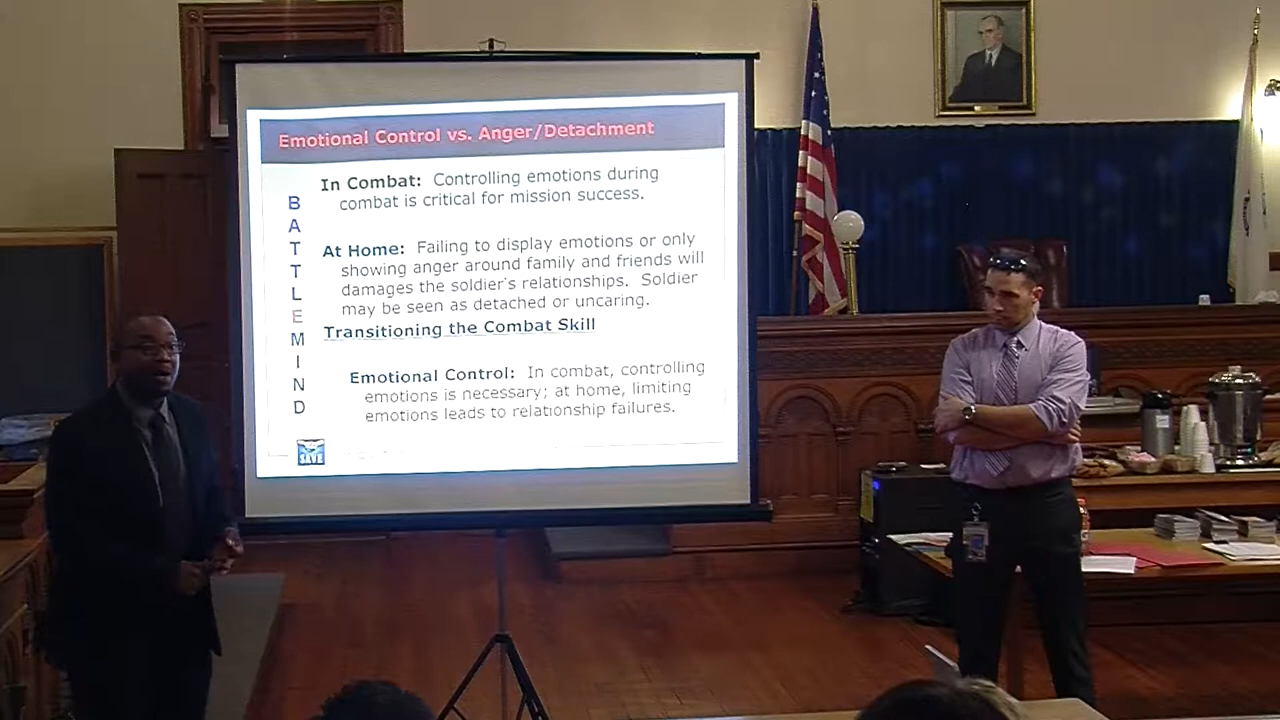 Emotional Control vs. Anger/Detachment
In Combat: Controlling emotions during
combat is critical for mission success.
At Home: Failing to display emotions or only
showing anger around family and friends will
damages the soldier's relationships. Soldier
may be seen as detached or uncaring.
Transitioning the Combat Skill
Emotional Control: In combat, controlling
emotions is necessary; at home, limiting
emotions leads to relationship failures.
BATTLEMIND
SAVE